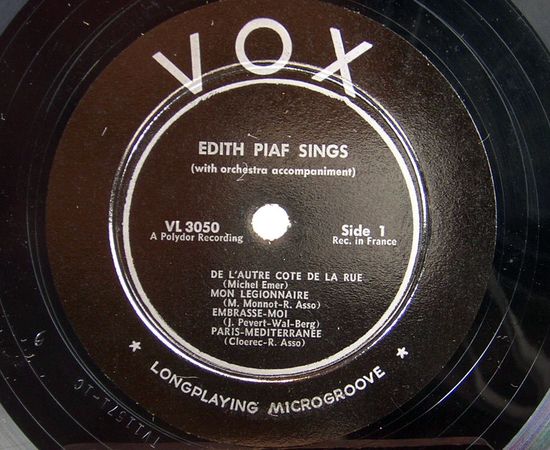 VOX
EDITH PIAF SINGS
(with orchestra accompaniment)
VL 3050
A Polydor Recording
Side 1
Rec. in France
DE L'AUTRE COTE DE LA RUE
(Michel Emer)
MON LEGIONNAIRE
(M. Monnot-R. Asso)
EMBRASSE-MOI
(J. Pevert-Wal-Berg)
PARIS-MEDITERRANÉE
(Cloerec-R. Asso)
★ LONGPLAYING MICROGROOVE ★